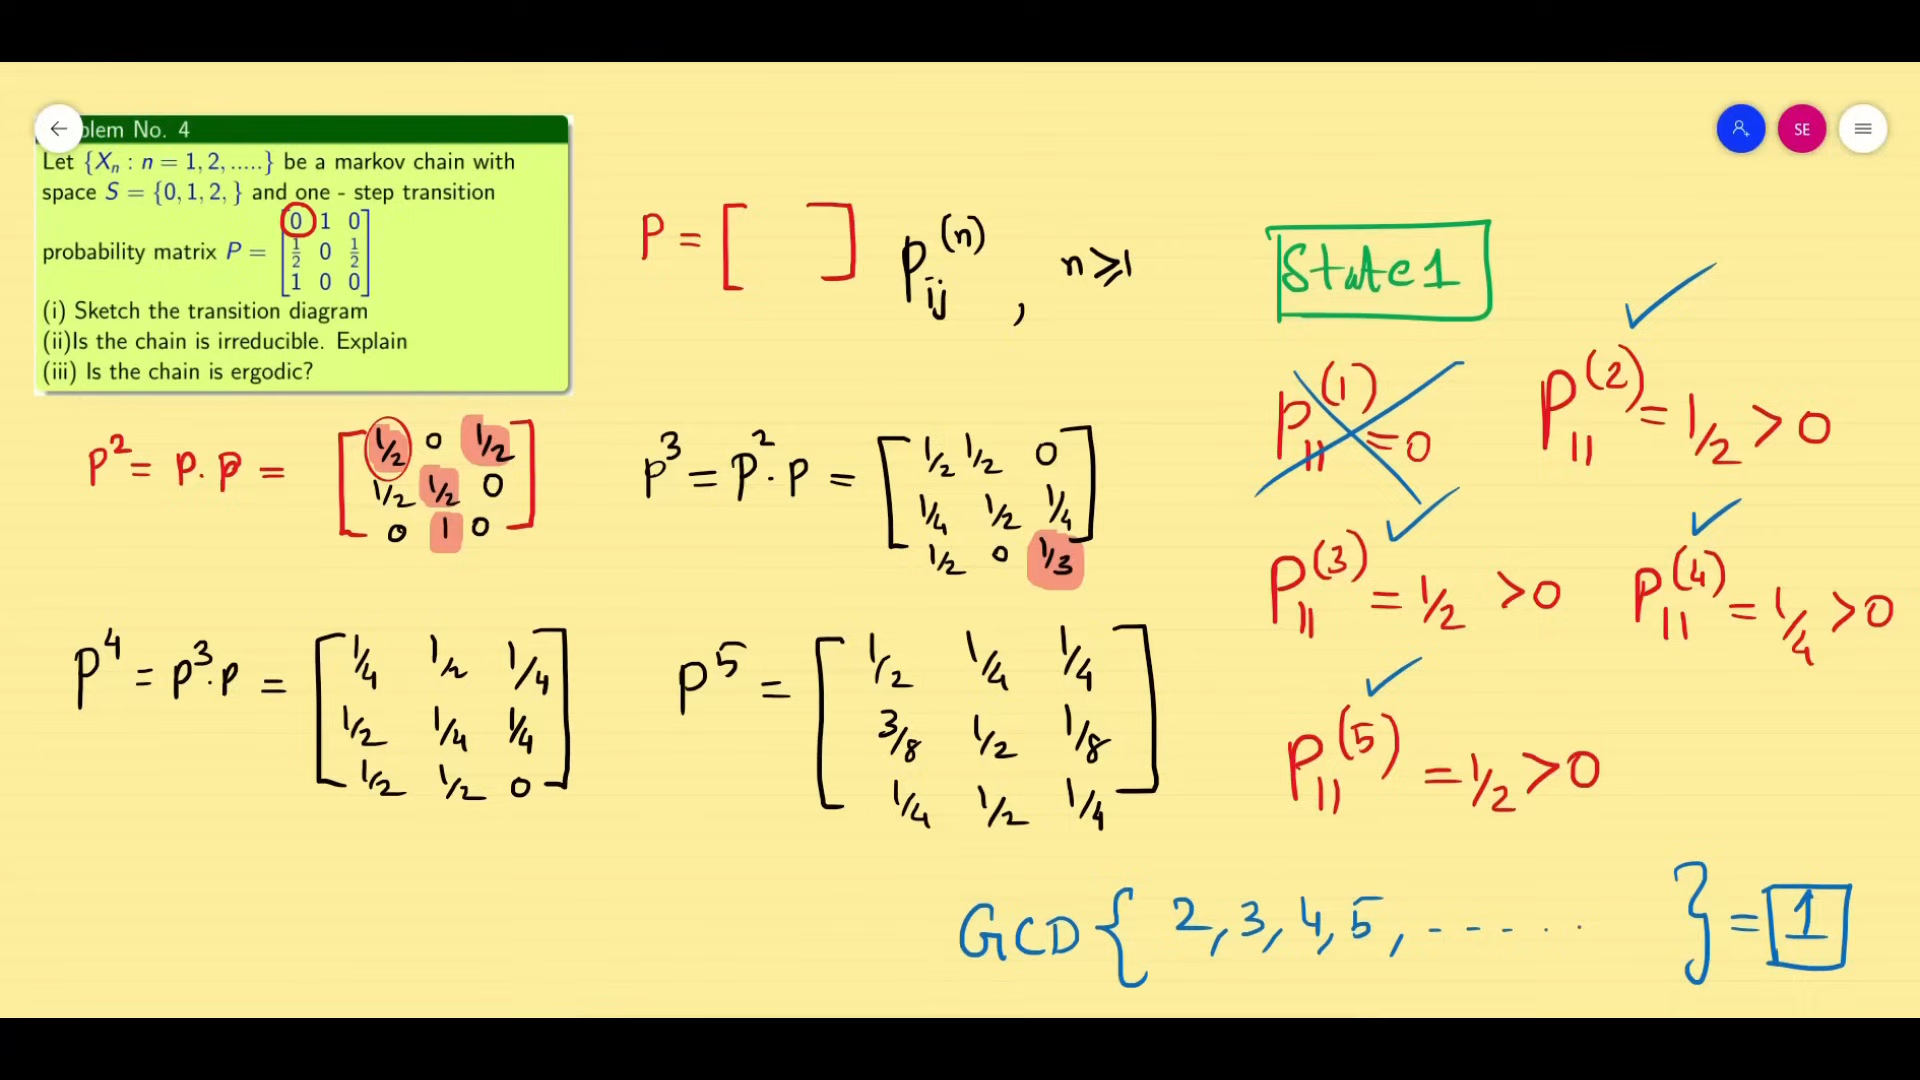 blem No. 4
Let {Xₙ : n = 1, 2, .....} be a markov chain with
space S = {0, 1, 2, } and one - step transition
probability matrix P = [0 1 0
1/2 0 1/2
1 0 0]
(i) Sketch the transition diagram
(ii)Is the chain is irreducible. Explain
(iii) Is the chain is ergodic?
SE
P = [ ] Pᵢⱼ⁽ⁿ⁾ , n ⩾ 1
State 1
P² = P . P = [1/2 0 1/2
1/2 1/2 0
0 1 0]
P³ = P² . P = [1/2 1/2 0
1/4 1/2 1/4
1/2 0 1/3]
P⁴ = P³ . P = [1/4 1/2 1/4
1/2 1/4 1/4
1/2 1/2 0]
P⁵ = [1/2 1/4 1/4
3/8 1/2 1/8
1/4 1/2 1/4]
P₁₁⁽¹⁾ = 0
P₁₁⁽²⁾ = 1/2 > 0
P₁₁⁽³⁾ = 1/2 > 0
P₁₁⁽⁴⁾ = 1/4 > 0
P₁₁⁽⁵⁾ = 1/2 > 0
GCD { 2, 3, 4, 5, - - - - . . } = 1